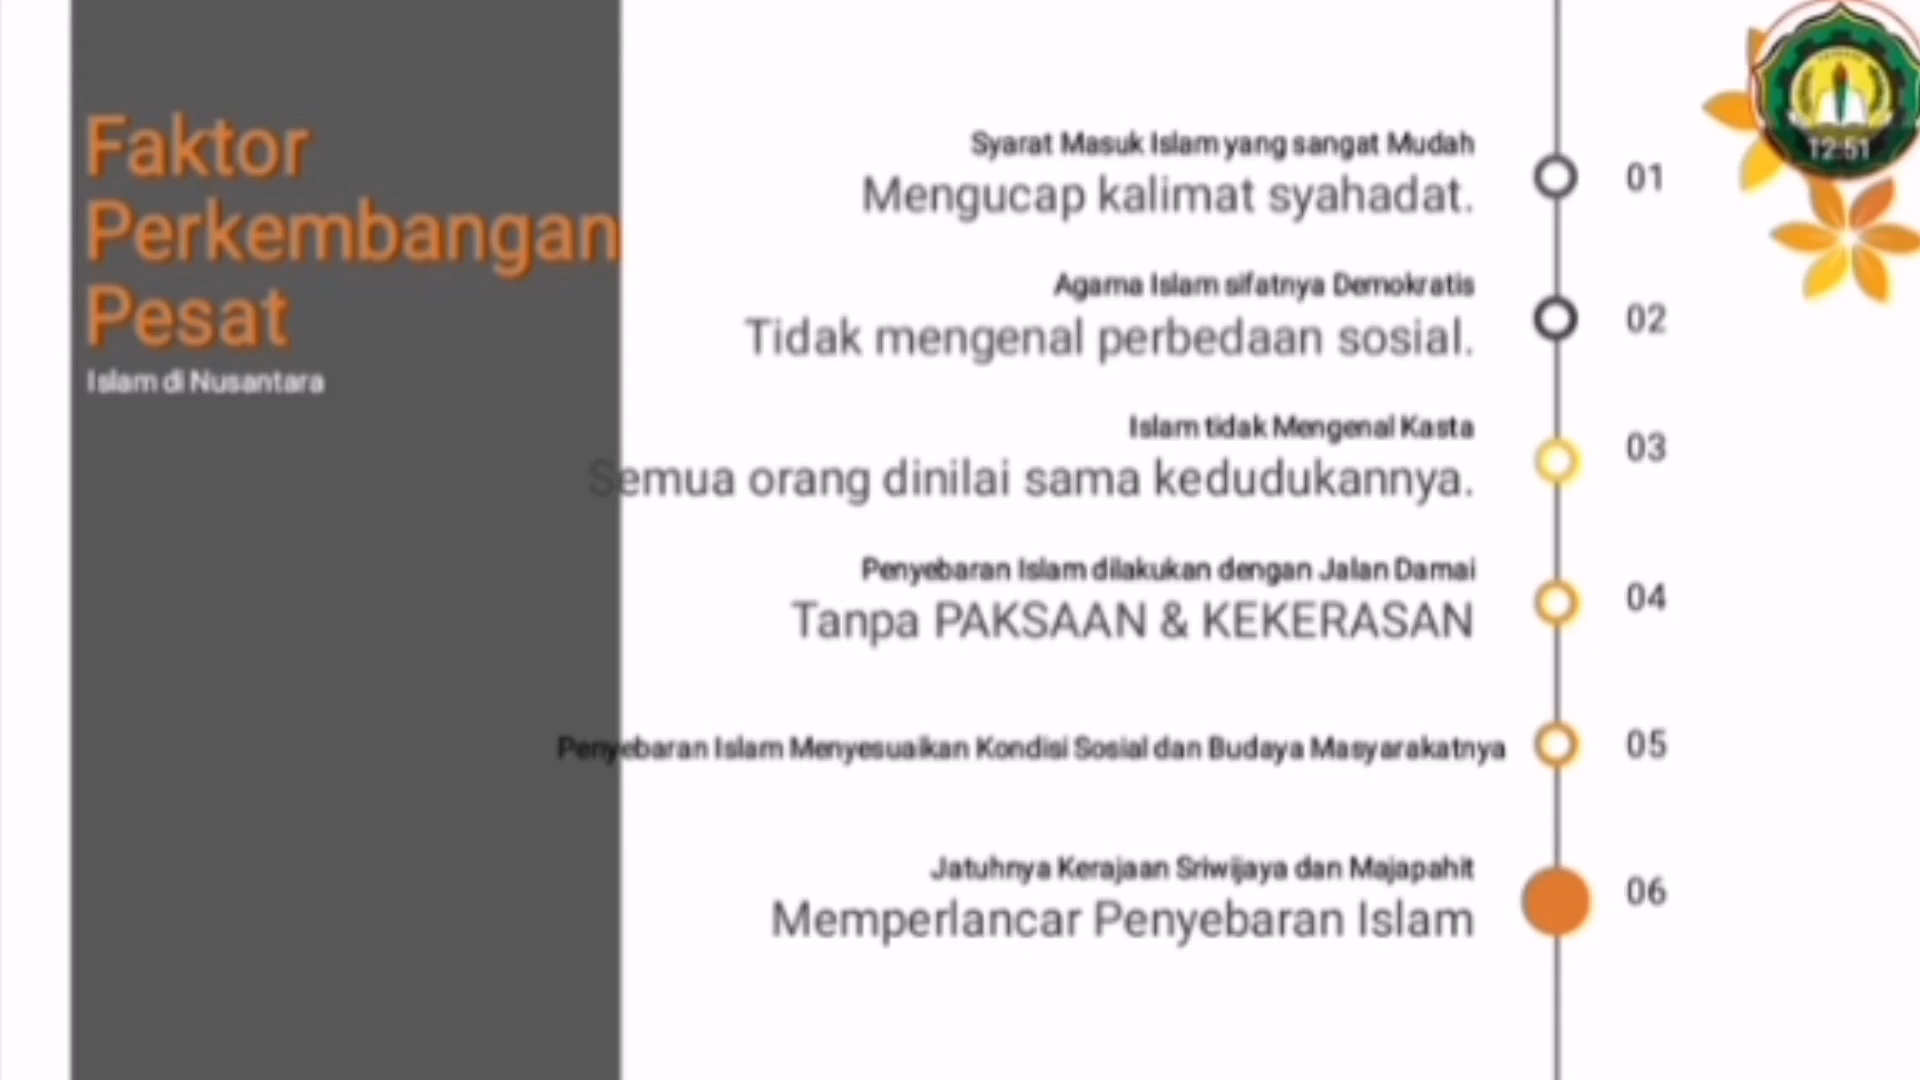 Faktor
Perkembangan
Pesat
Islam di Nusantara
Syarat Masuk Islam yang sangat Mudah
Mengucap kalimat syahadat.
01
Agama Islam sifatnya Demokratis
Tidak mengenal perbedaan sosial.
02
Islam tidak Mengenal Kasta
Semua orang dinilai sama kedudukannya.
03
Penyebaran Islam dilakukan dengan Jalan Damai
Tanpa PAKSAAN & KEKERASAN
04
Penyebaran Islam Menyesuaikan Kondisi Sosial dan Budaya Masyarakatnya
05
Jatuhnya Kerajaan Sriwijaya dan Majapahit
Memperlancar Penyebaran Islam
06
12:51